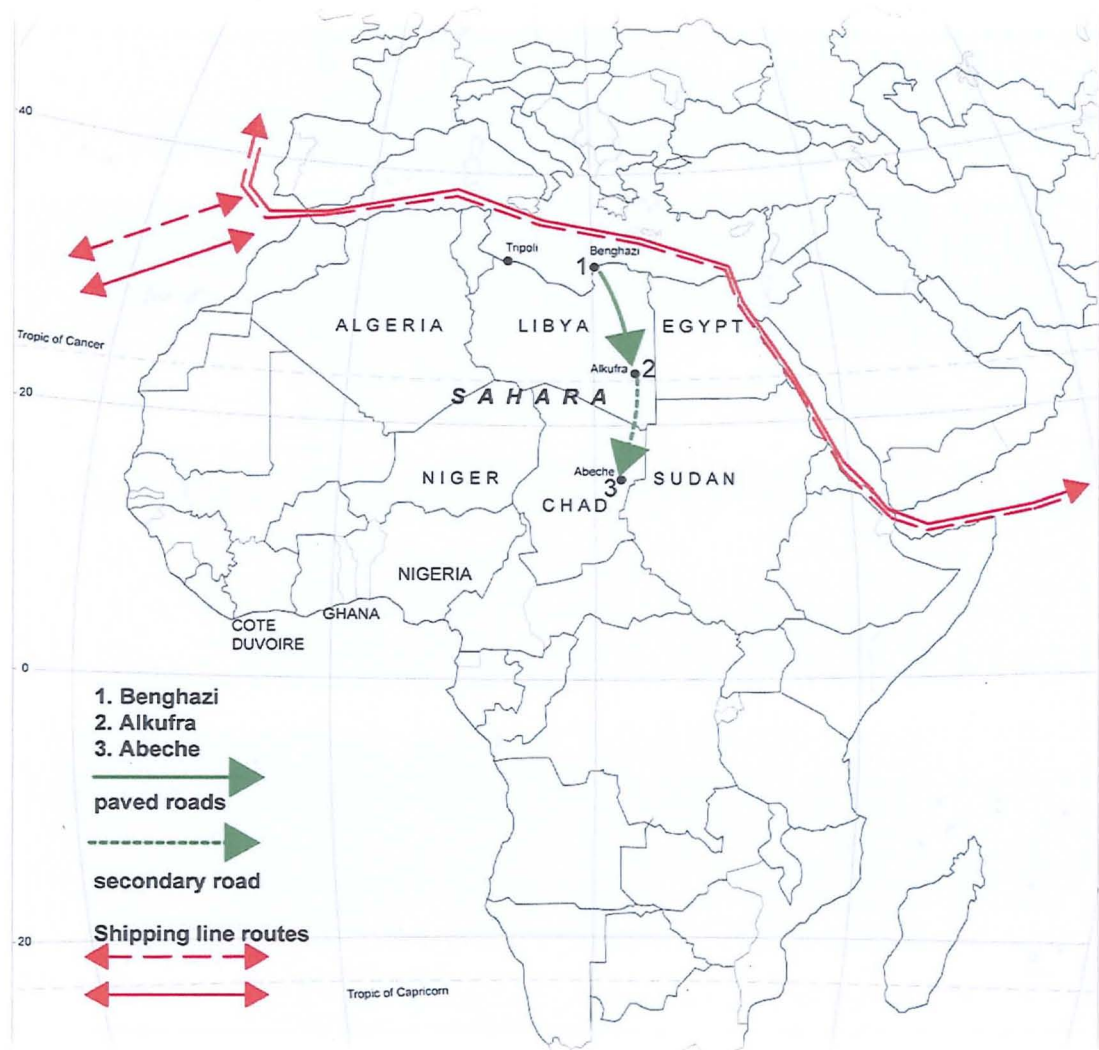 40
Tripoli
Benghazi
1
ALGERIA
LIBYA
EGYPT
Tropic of Cancer
Alkufra
2
20
SAHARA
Abeche
3
NIGER
SUDAN
CHAD
NIGERIA
GHANA
COTE
DUVOIRE
0
1. Benghazi
2. Alkufra
3. Abeche
paved roads
secondary road
Shipping line routes
20
Tropic of Capricorn